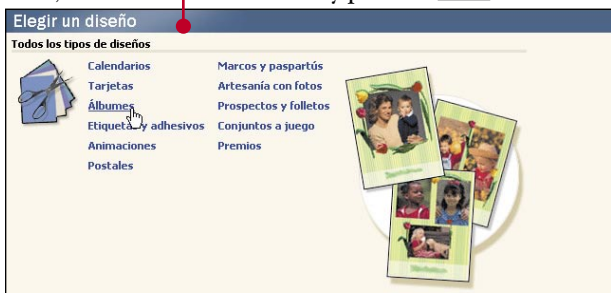 Elegir un diseño
Todos los tipos de diseños
Calendarios Marcos y paspartús
Tarjetas Artesanía con fotos
Álbumes Prospectos y folletos
Etiquetas y adhesivos Conjuntos a juego
Animaciones Premios
Postales